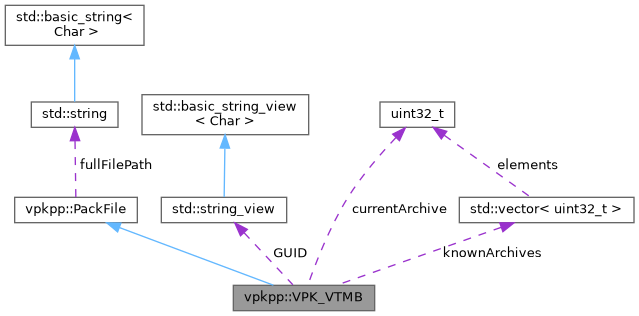 std::basic_string<
Char >
std::basic_string_view
< Char >
std::string
uint32_t
fullFilePath
elements
vpkpp::PackFile
std::string_view
currentArchive
std::vector< uint32_t >
GUID
knownArchives
vpkpp::VPK_VTMB